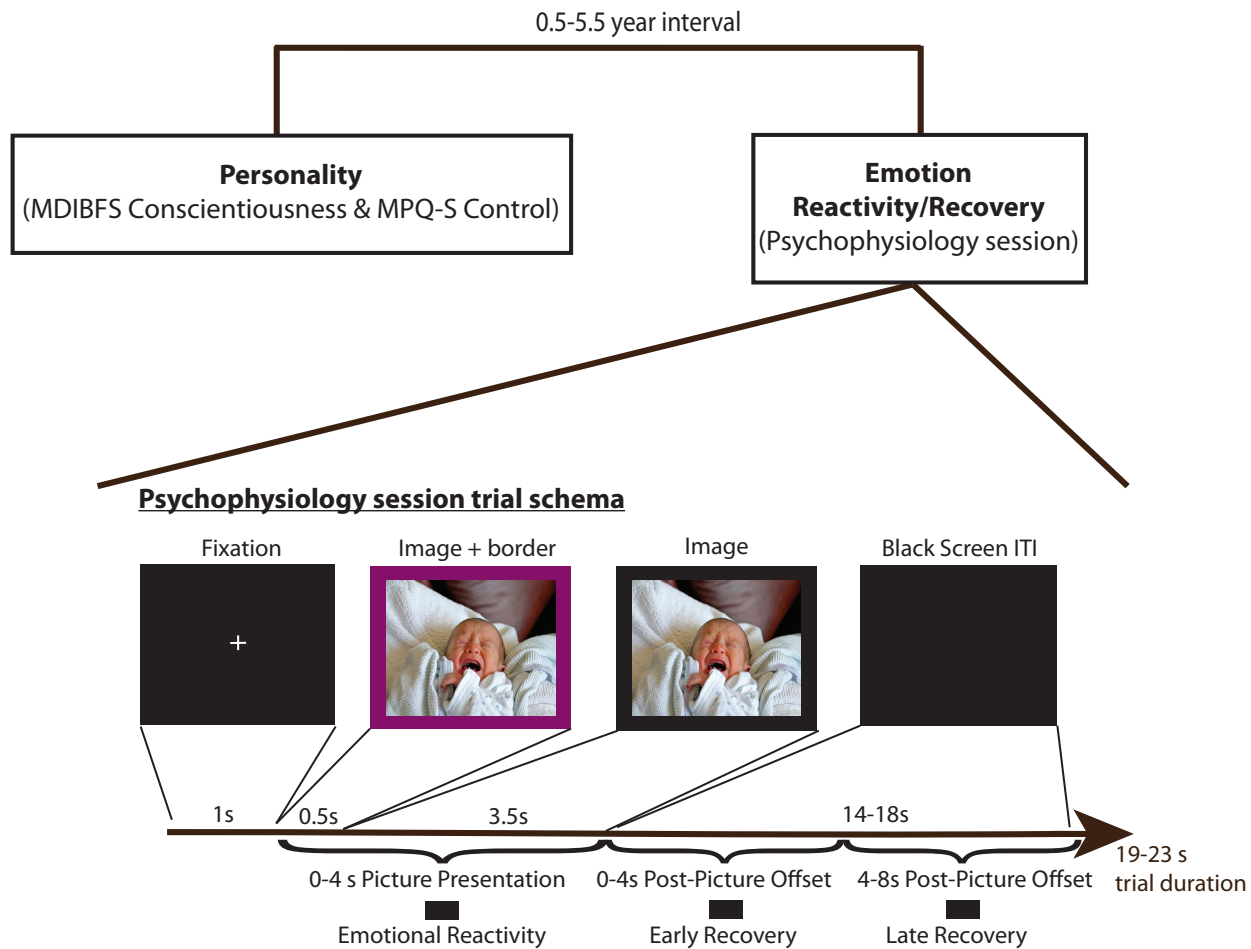 0.5-5.5 year interval
Personality
(MDIBFS Conscientiousness & MPQ-S Control)
Emotion
Reactivity/Recovery
(Psychophysiology session)
Psychophysiology session trial schema
Fixation
Image + border
Image
Black Screen ITI
+
1s
0.5s
3.5s
14-18s
19-23 s
trial duration
0-4 s Picture Presentation
0-4s Post-Picture Offset
4-8s Post-Picture Offset
Emotional Reactivity
Early Recovery
Late Recovery